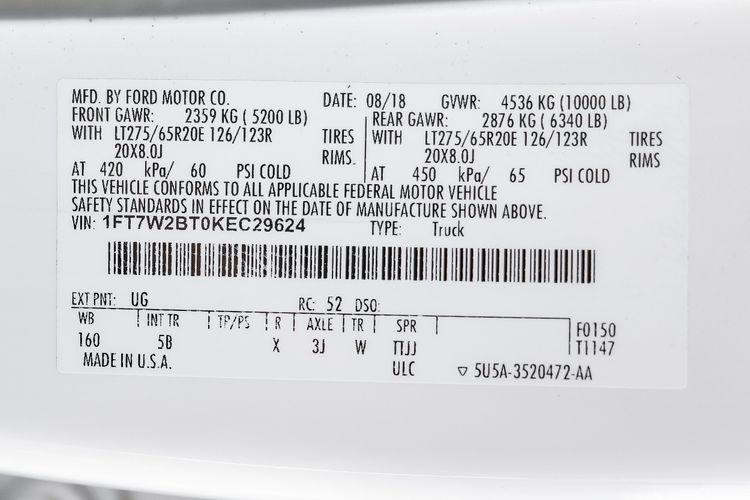 MFD. BY FORD MOTOR CO. DATE: 08/18 GVWR: 4536 KG (10000 LB)
FRONT GAWR: 2359 KG ( 5200 LB) REAR GAWR: 2876 KG ( 6340 LB)
WITH LT275/65R20E 126/123R TIRES WITH LT275/65R20E 126/123R TIRES
20X8.0J RIMS. 20X8.0J RIMS
AT 420 kPa/ 60 PSI COLD AT 450 kPa/ 65 PSI COLD
THIS VEHICLE CONFORMS TO ALL APPLICABLE FEDERAL MOTOR VEHICLE
SAFETY STANDARDS IN EFFECT ON THE DATE OF MANUFACTURE SHOWN ABOVE.
VIN: 1FT7W2BT0KEC29624 TYPE: Truck
EXT PNT: UG RC: 52 DSO:
WB INT TR TP/PS R AXLE TR SPR F0150
160 5B X 3J W TTJJ T1147
MADE IN U.S.A. ULC 5U5A-3520472-AA